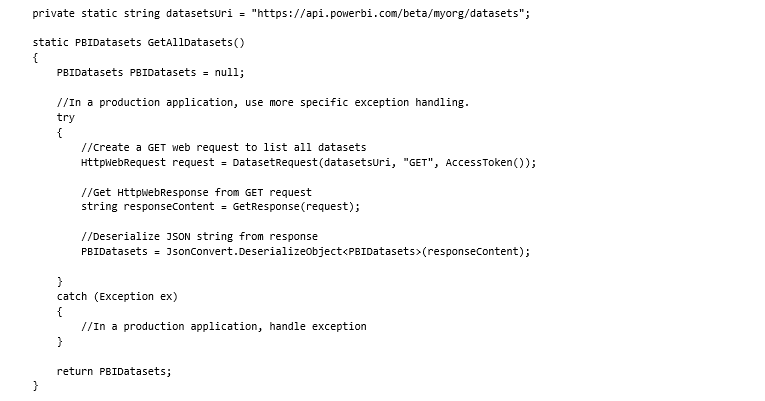 private static string datasetsUri = "https://api.powerbi.com/beta/myorg/datasets";
static PBIDatasets GetAllDatasets()
{
PBIDatasets PBIDatasets = null;
//In a production application, use more specific exception handling.
try
{
//Create a GET web request to list all datasets
HttpWebRequest request = DatasetRequest(datasetsUri, "GET", AccessToken());
//Get HttpWebResponse from GET request
string responseContent = GetResponse(request);
//Deserialize JSON string from response
PBIDatasets = JsonConvert.DeserializeObject<PBIDatasets>(responseContent);
}
catch (Exception ex)
{
//In a production application, handle exception
}
return PBIDatasets;
}